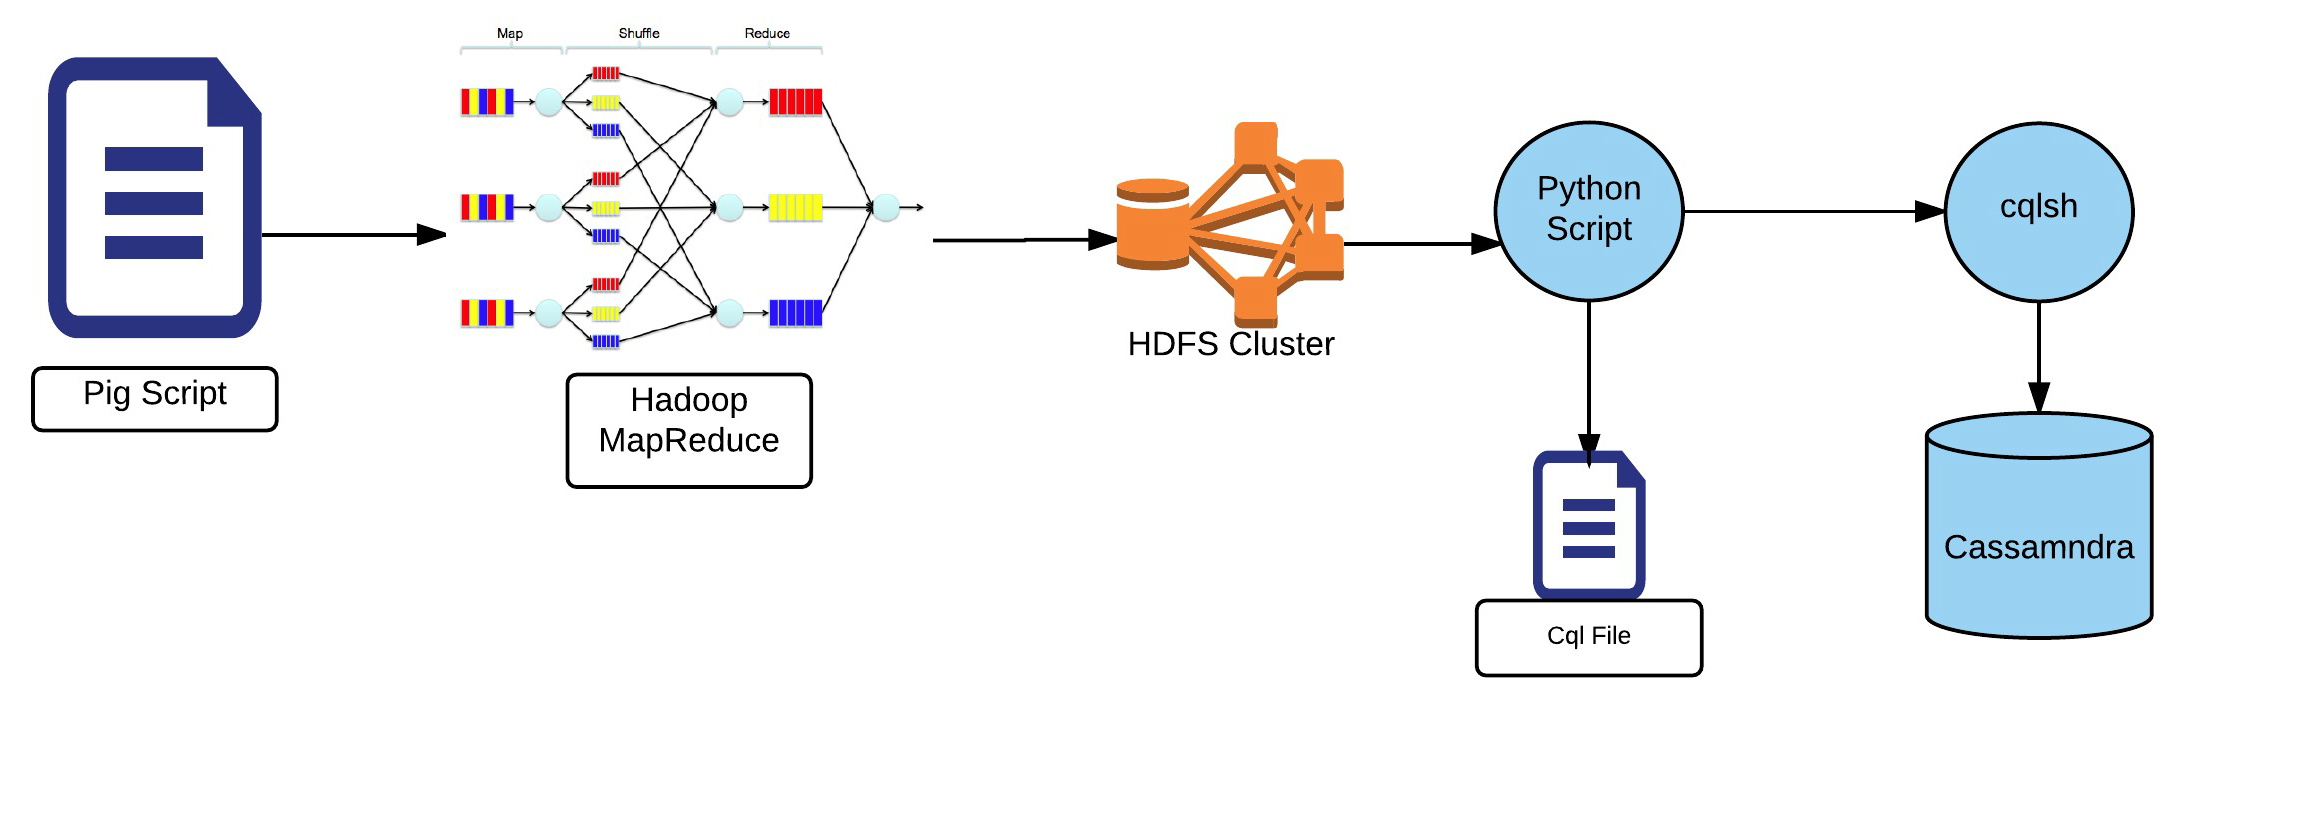 Map
Shuffle
Reduce
Pig Script
Hadoop
MapReduce
HDFS Cluster
Python
Script
cqlsh
Cql File
Cassamndra